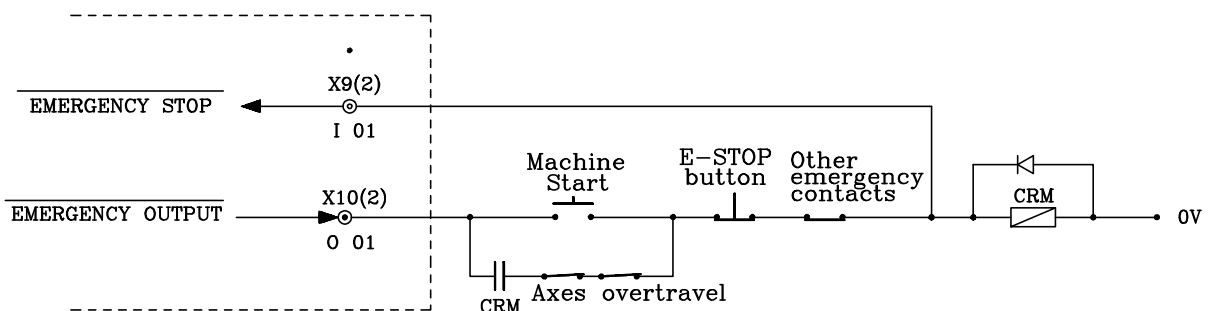 X9(2)
EMERGENCY STOP
I 01
Machine
Start
E-STOP
button
Other
emergency
contacts
X10(2)
EMERGENCY OUTPUT
O 01
CRM
0V
CRM
Axes overtravel